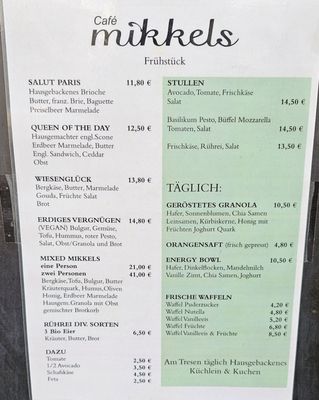 Café
mikkels
Frühstück
SALUT PARIS 11,80 €
Hausgebackenes Brioche
Butter, franz. Brie, Baguette
Preiselbeer Marmelade
QUEEN OF THE DAY 12,50 €
Hausgemachter engl.Scone
Erdbeer Marmelade, Butter
Engl. Sandwich, Ceddar
Obst
WIESENGLÜCK 13,80 €
Bergkäse, Butter, Marmelade
Gouda, Früchte Salat
Brot
ERDIGES VERGNÜGEN 14,80 €
(VEGAN) Bulgur, Gemüse,
Tofu, Hummus, roter Pesto,
Salat, Obst/Granola und Brot
MIXED MIKKELS
eine Person 21,00 €
zwei Personen 41,00 €
Bergkäse,Tofu, Bulgur, Butter
Kräuterquark, Humus, Oliven
Honig, Erdbeer Marmelade
Hausgem.Granola mit Obst
gemischter Brotkorb
RÜHREI DIV. SORTEN
3 Bio Eier 6,50 €
Kräuter, Butter, Brot
DAZU
Tomate 2,50 €
1/2 Avocado 3,50 €
Schafskäse 4,50 €
Feta 2,50 €
STULLEN
Avocado, Tomate, Frischkäse
Salat 14,50 €
Basilikum Pesto, Büffel Mozzarella
Tomaten, Salat 14,50 €
Frischkäse, Rührei, Salat 13,50 €
TÄGLICH:
GERÖSTETES GRANOLA 10,50 €
Hafer, Sonnenblumen, Chia Samen
Leinsamen, Kürbiskerne, Honig mit
Früchten Joghurt Quark
ORANGENSAFT (frisch gepresst) 4,80 €
ENERGY BOWL 10,50 €
Hafer, Dinkelflocken, Mandelmilch
Vanille Zimt, Chia Samen, Joghurt
FRISCHE WAFFELN
Waffel Puderzucker 4,20 €
Waffel Nutella 4,80 €
Waffel Vanilleeis 5,20 €
Waffel Früchte 6,80 €
Waffel Vanilleeis & Früchte 8,50 €
Am Tresen täglich Hausgebackenes
Küchlein & Kuchen